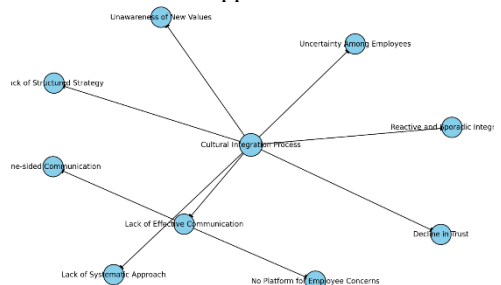 Unawareness of New Values
Uncertainty Among Employees
ck of Structured Strategy
Reactive and Sporadic Integr
Cultural Integration Process
ne-sided Communication
Lack of Effective Communication
Decline in Trust
Lack of Systematic Approach
No Platform for Employee Concerns